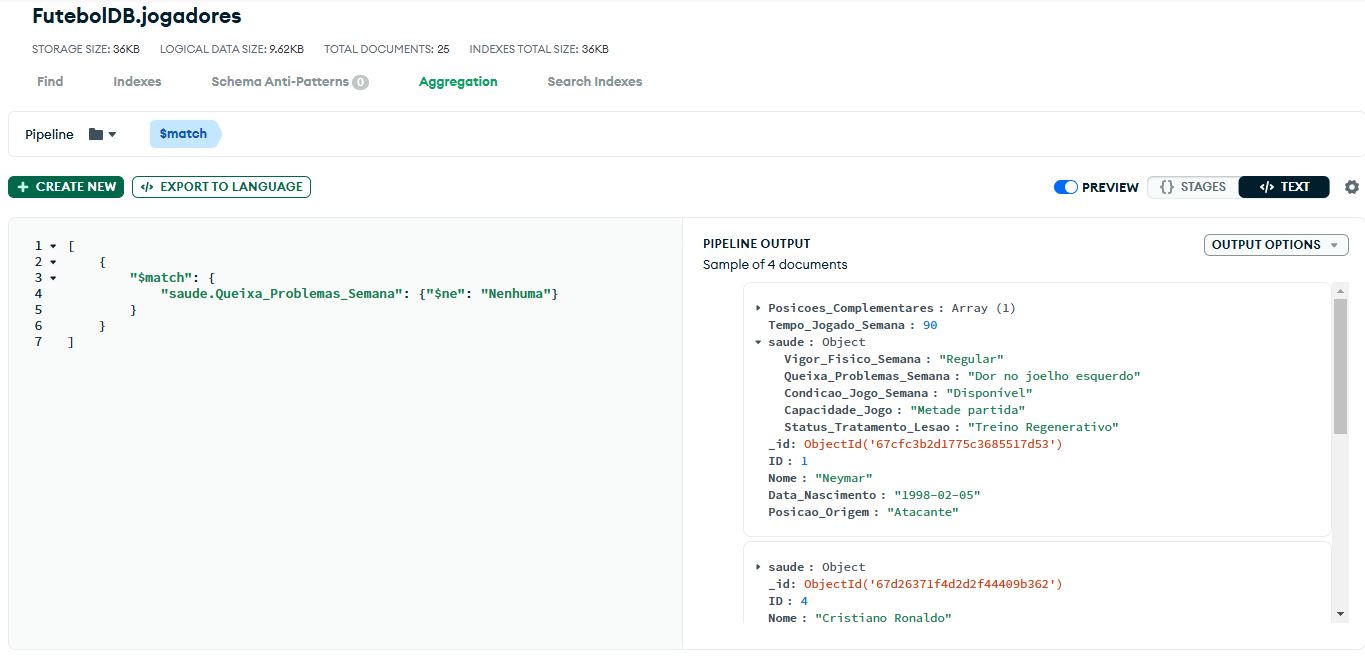 FutebolDB.jogadores
STORAGE SIZE: 36KB LOGICAL DATA SIZE: 9.62KB TOTAL DOCUMENTS: 25 INDEXES TOTAL SIZE: 36KB
Find Indexes Schema Anti-Patterns 0 Aggregation Search Indexes
Pipeline $match
+ CREATE NEW </> EXPORT TO LANGUAGE PREVIEW {} STAGES </> TEXT
1 [
2 {
3 "$match": {
4 "saude.Queixa_Problemas_Semana": {"$ne": "Nenhuma"}
5 }
6 }
7 ]
PIPELINE OUTPUT
Sample of 4 documents
OUTPUT OPTIONS
Posicoes_Complementares : Array (1)
Tempo_Jogado_Semana : 90
saude : Object
Vigor_Fisico_Semana : "Regular"
Queixa_Problemas_Semana : "Dor no joelho esquerdo"
Condicao_Jogo_Semana : "Disponível"
Capacidade_Jogo : "Metade partida"
Status_Tratamento_Lesao : "Treino Regenerativo"
_id: ObjectId('67cfc3b2d1775c3685517d53')
ID : 1
Nome : "Neymar"
Data_Nascimento : "1998-02-05"
Posicao_Origem : "Atacante"
saude : Object
_id: ObjectId('67d26371f4d2d2f44409b362')
ID : 4
Nome : "Cristiano Ronaldo"